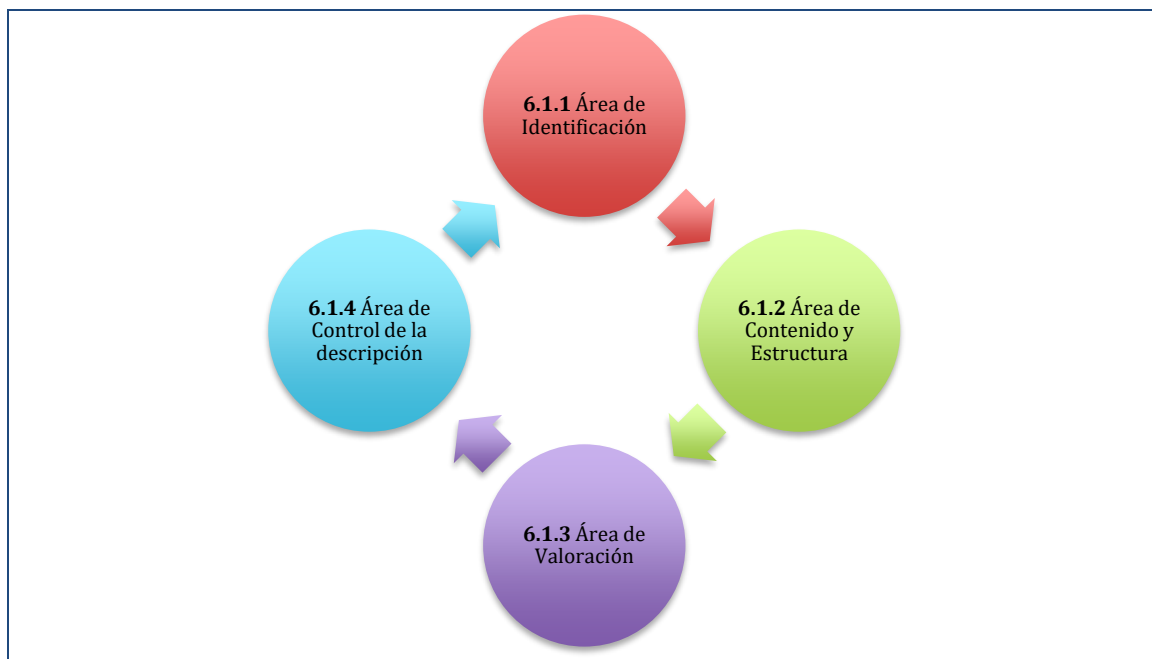 6.1.1 Área de
Identificación
6.1.2 Área de
Contenido y
Estructura
6.1.3 Área de
Valoración
6.1.4 Área de
Control de la
descripción